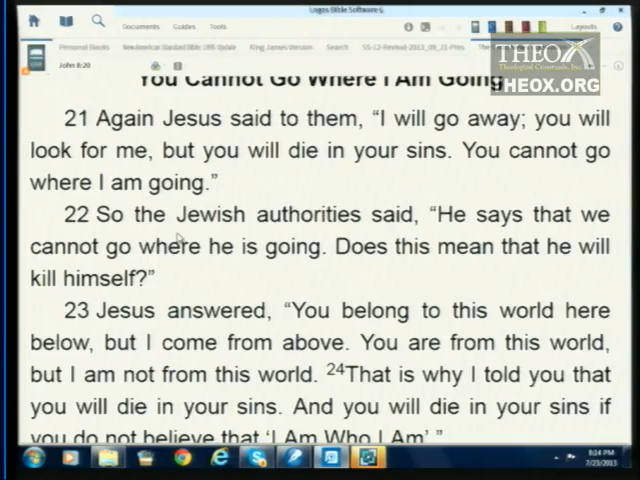 Logos Bible Software 5
Documents Guides Tools Layouts
Personal Books New American Standard Bible: 1995 Update King James Version Search SS-12-Revival-2013_09_21-Pres
John 8:20
THEOX
Theological Crossroads, Inc.
THEOX.ORG
You Cannot Go Where I Am Going
21 Again Jesus said to them, “I will go away; you will
look for me, but you will die in your sins. You cannot go
where I am going.”
22 So the Jewish authorities said, “He says that we
cannot go where he is going. Does this mean that he will
kill himself?”
23 Jesus answered, “You belong to this world here
below, but I come from above. You are from this world,
but I am not from this world. 24That is why I told you that
you will die in your sins. And you will die in your sins if
you do not believe that ‘I Am Who I Am’.”
8:14 PM
7/23/2013